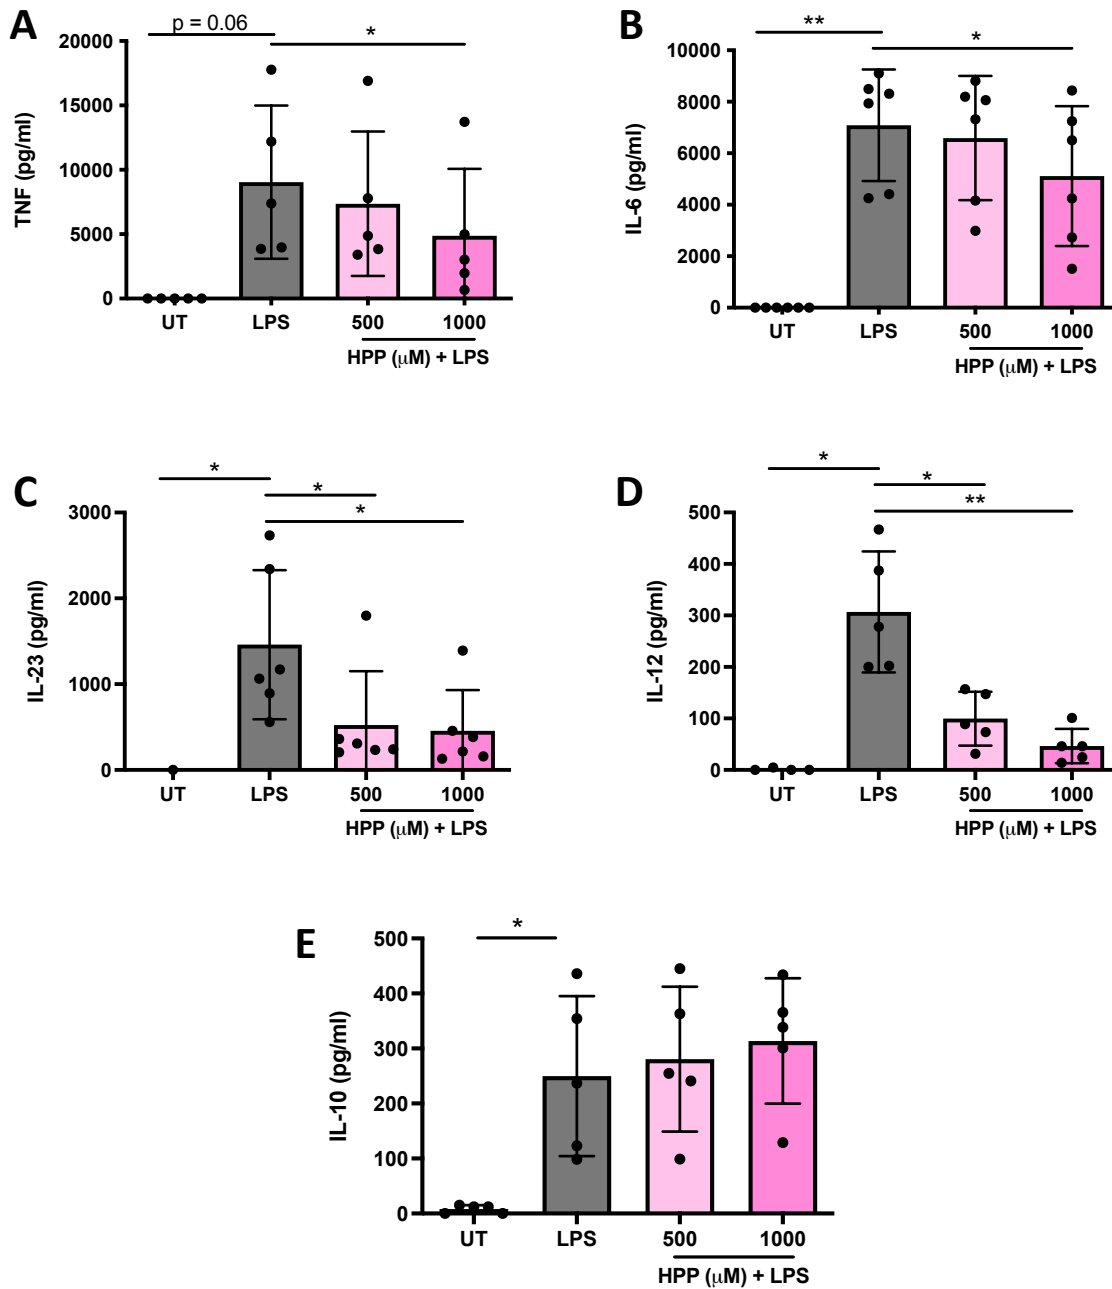 A
p = 0.06
*
TNF (pg/ml)
20000
15000
10000
5000
0
UT
LPS
500
1000
HPP (μM) + LPS
B
**
*
IL-6 (pg/ml)
10000
8000
6000
4000
2000
0
UT
LPS
500
1000
HPP (μM) + LPS
C
*
*
*
IL-23 (pg/ml)
3000
2000
1000
0
UT
LPS
500
1000
HPP (μM) + LPS
D
*
*
**
IL-12 (pg/ml)
500
400
300
200
100
0
UT
LPS
500
1000
HPP (μM) + LPS
E
*
IL-10 (pg/ml)
500
400
300
200
100
0
UT
LPS
500
1000
HPP (μM) + LPS